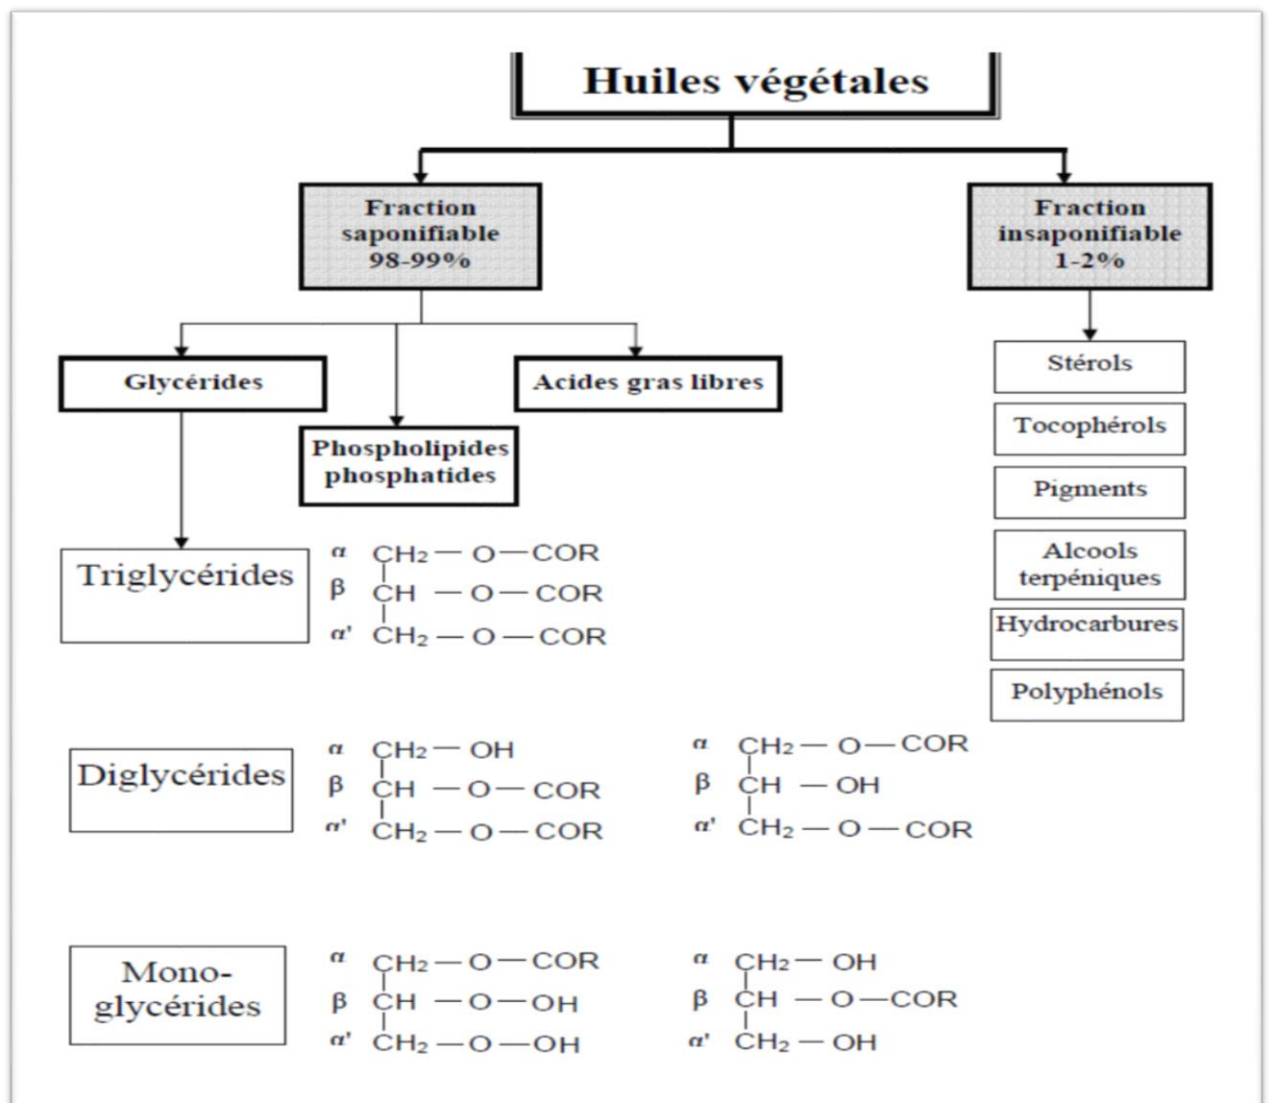 Huiles végétales
Fraction
saponifiable
98-99%
Fraction
insaponifiable
1-2%
Glycérides
Phospholipides
phosphatides
Acides gras libres
Stérols
Tocophérols
Pigments
Alcools
terpéniques
Hydrocarbures
Polyphénols
Triglycérides
α CH₂ — O — COR
β CH — O — COR
α' CH₂ — O — COR
Diglycérides
α CH₂ — OH
β CH — O — COR
α' CH₂ — O — COR
α CH₂ — O — COR
β CH — OH
α' CH₂ — O — COR
Mono-
glycérides
α CH₂ — O — COR
β CH — O — OH
α' CH₂ — O — OH
α CH₂ — OH
β CH — O — COR
α' CH₂ — OH